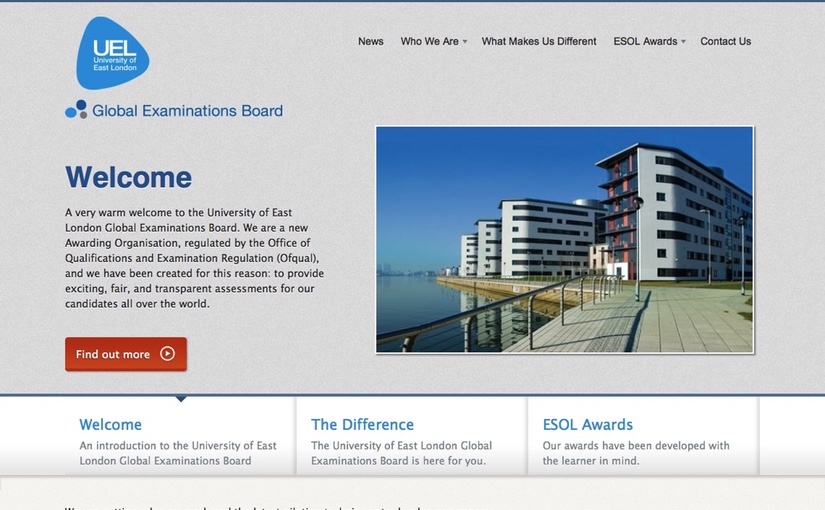 UEL
University of
East London
News Who We Are What Makes Us Different ESOL Awards Contact Us
Global Examinations Board
Welcome
A very warm welcome to the University of East
London Global Examinations Board. We are a new
Awarding Organisation, regulated by the Office of
Qualifications and Examination Regulation (Ofqual),
and we have been created for this reason: to provide
exciting, fair, and transparent assessments for our
candidates all over the world.
Find out more
Welcome
An introduction to the University of East
London Global Examinations Board
The Difference
The University of East London Global
Examinations Board is here for you.
ESOL Awards
Our awards have been developed with
the learner in mind.